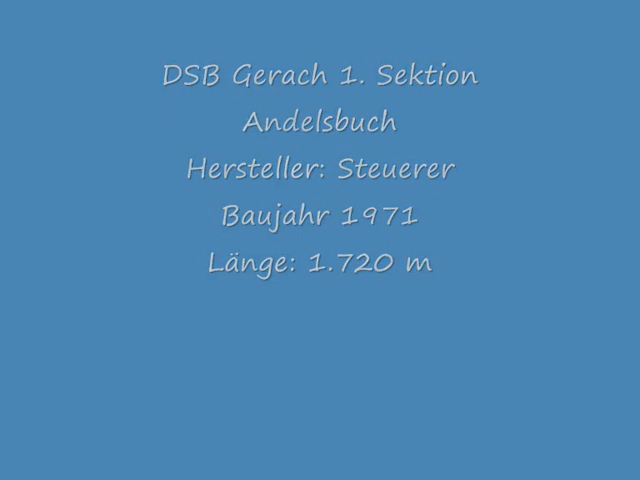 DSB Gerach 1. Sektion
Andelsbuch
Hersteller: Steuerer
Baujahr 1971
Länge: 1.720 m